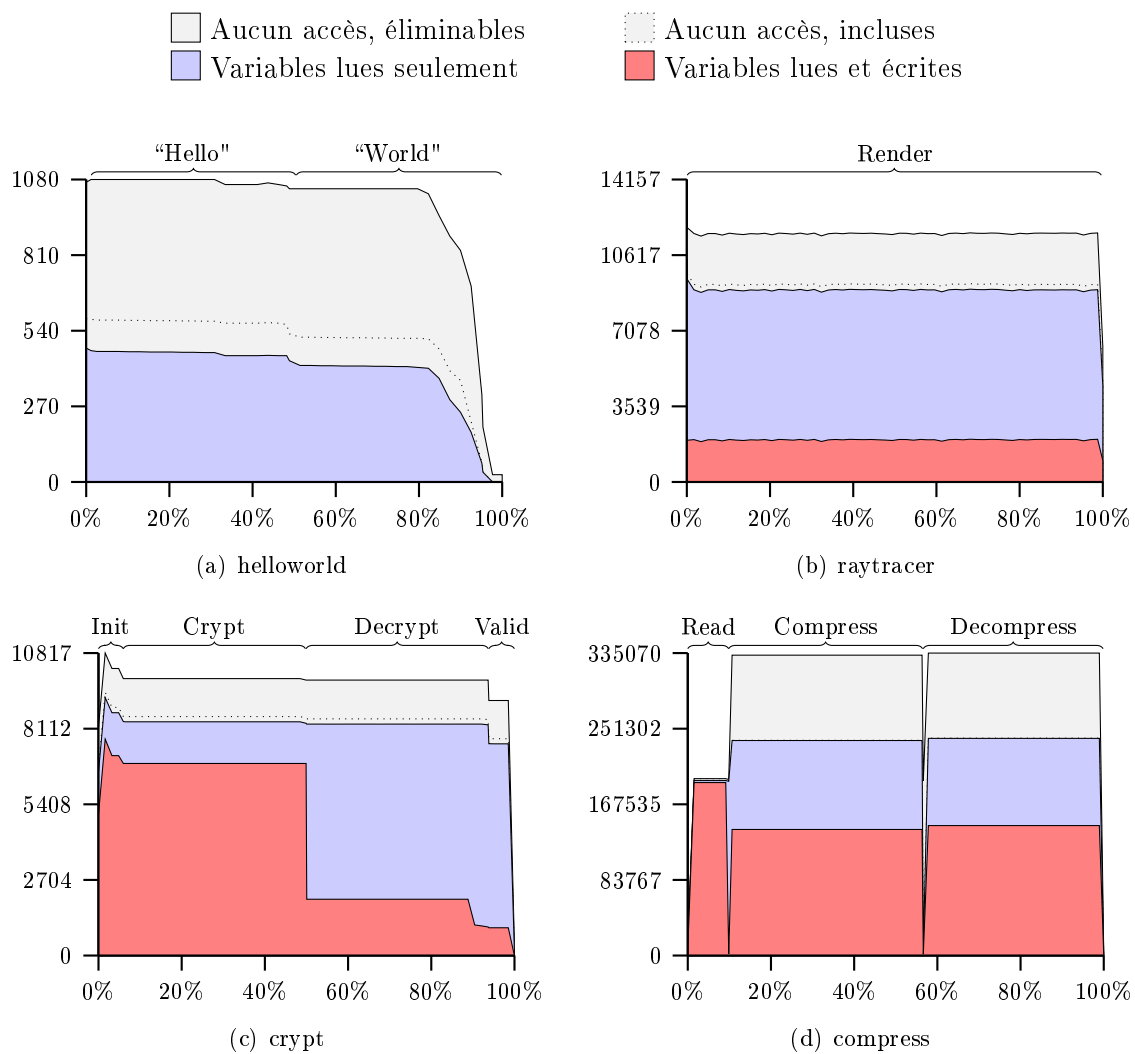 Aucun accès, éliminables Aucun accès, incluses
Variables lues seulement Variables lues et écrites
“Hello" “World"
1080
810
540
270
0
0% 20% 40% 60% 80% 100%
(a) helloworld
Render
14157
10617
7078
3539
0
0% 20% 40% 60% 80% 100%
(b) raytracer
Init Crypt Decrypt Valid
10817
8112
5408
2704
0
0% 20% 40% 60% 80% 100%
(c) crypt
Read Compress Decompress
335070
251302
167535
83767
0
0% 20% 40% 60% 80% 100%
(d) compress